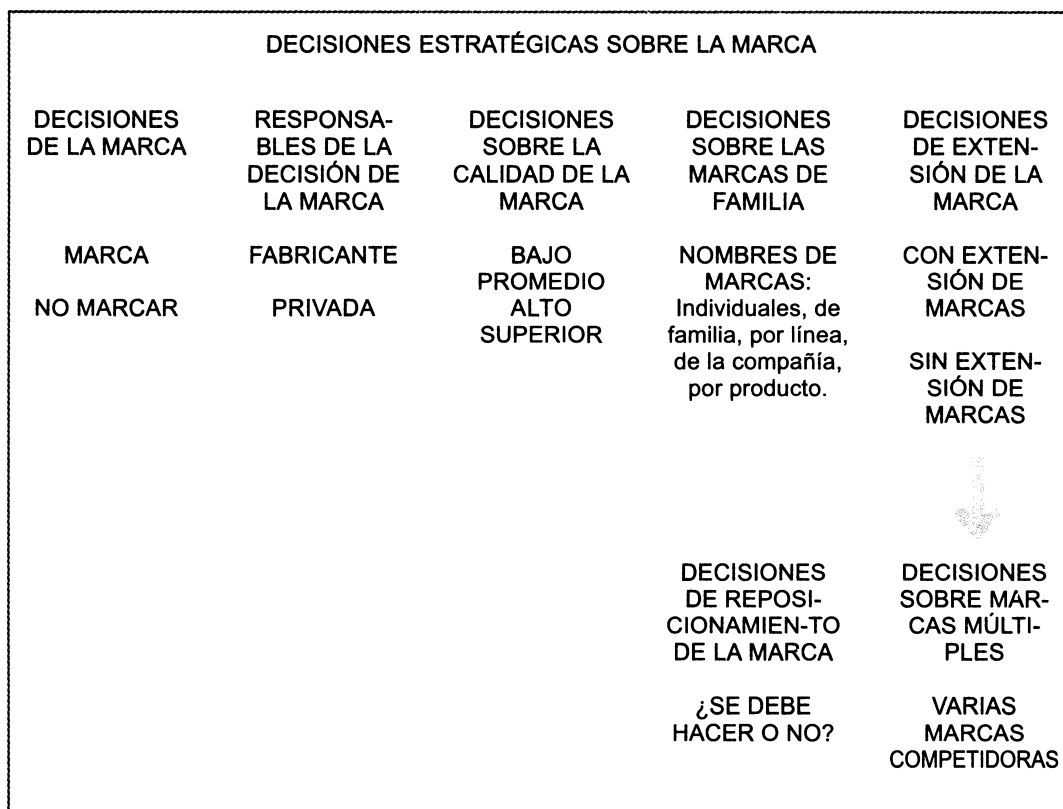 DECISIONES ESTRATÉGICAS SOBRE LA MARCA
DECISIONES
DE LA MARCA
MARCA
NO MARCAR
RESPONSA-
BLES DE LA
DECISIÓN DE
LA MARCA
FABRICANTE
PRIVADA
DECISIONES
SOBRE LA
CALIDAD DE LA
MARCA
BAJO
PROMEDIO
ALTO
SUPERIOR
DECISIONES
SOBRE LAS
MARCAS DE
FAMILIA
NOMBRES DE
MARCAS:
Individuales, de
familia, por línea,
de la compañía,
por producto.
DECISIONES
DE EXTEN-
SIÓN DE LA
MARCA
CON EXTEN-
SIÓN DE
MARCAS
SIN EXTEN-
SIÓN DE
MARCAS
DECISIONES
DE REPOSI-
CIONAMIEN-TO
DE LA MARCA
¿SE DEBE
HACER O NO?
DECISIONES
SOBRE MAR-
CAS MÚLTI-
PLES
VARIAS
MARCAS
COMPETIDORAS